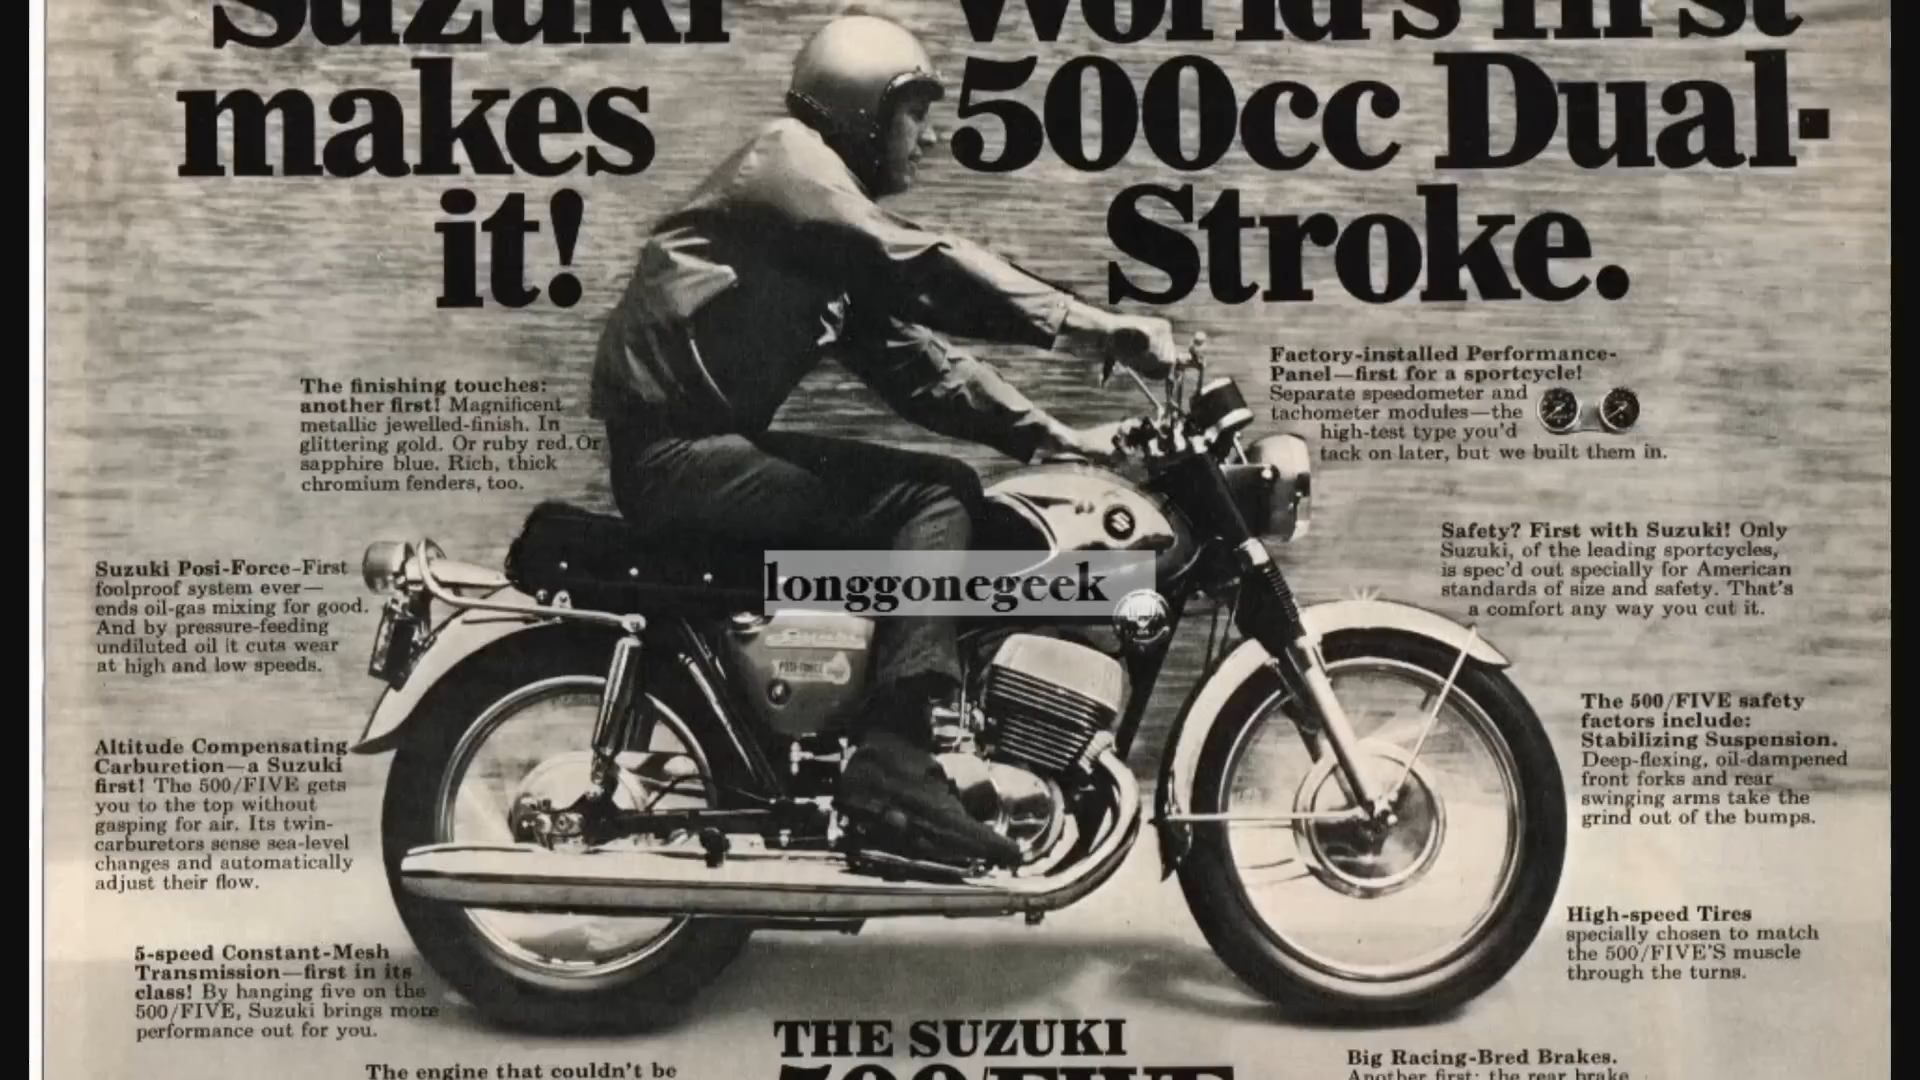 Suzuki
makes
it!
World's first
500cc Dual-
Stroke.
The finishing touches:
another first! Magnificent
metallic jewelled-finish. In
glittering gold. Or ruby red. Or
sapphire blue. Rich, thick
chromium fenders, too.
Factory-installed Performance-
Panel—first for a sportcycle!
Separate speedometer and
tachometer modules—the
high-test type you'd
tack on later, but we built them in.
Suzuki Posi-Force–First
foolproof system ever—
ends oil-gas mixing for good.
And by pressure-feeding
undiluted oil it cuts wear
at high and low speeds.
Safety? First with Suzuki! Only
Suzuki, of the leading sportcycles,
is spec'd out specially for American
standards of size and safety. That's
a comfort any way you cut it.
longgonegeek
Suzuki
POSI-FORCE
Altitude Compensating
Carburetion—a Suzuki
first! The 500/FIVE gets
you to the top without
gasping for air. Its twin-
carburetors sense sea-level
changes and automatically
adjust their flow.
The 500/FIVE safety
factors include:
Stabilizing Suspension.
Deep-flexing, oil-dampened
front forks and rear
swinging arms take the
grind out of the bumps.
5-speed Constant-Mesh
Transmission—first in its
class! By hanging five on the
500/FIVE, Suzuki brings more
performance out for you.
High-speed Tires
specially chosen to match
the 500/FIVE'S muscle
through the turns.
The engine that couldn't be
THE SUZUKI
500/FIVE
Big Racing-Bred Brakes.
Another first: the rear brake